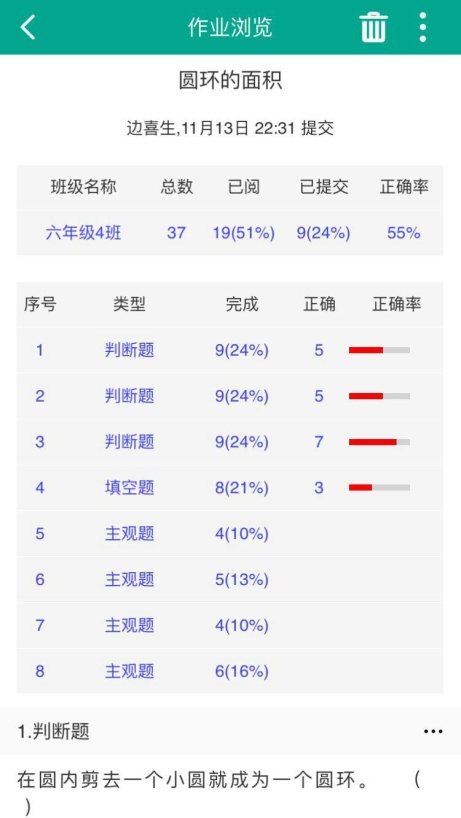 作业浏览
圆环的面积
边喜生,11月13日 22:31 提交
班级名称 总数 已阅 已提交 正确率
六年级4班 37 19(51%) 9(24%) 55%
序号 类型 完成 正确 正确率
1 判断题 9(24%) 5
2 判断题 9(24%) 5
3 判断题 9(24%) 7
4 填空题 8(21%) 3
5 主观题 4(10%)
6 主观题 5(13%)
7 主观题 4(10%)
8 主观题 6(16%)
1.判断题
在圆内剪去一个小圆就成为一个圆环。 (
)